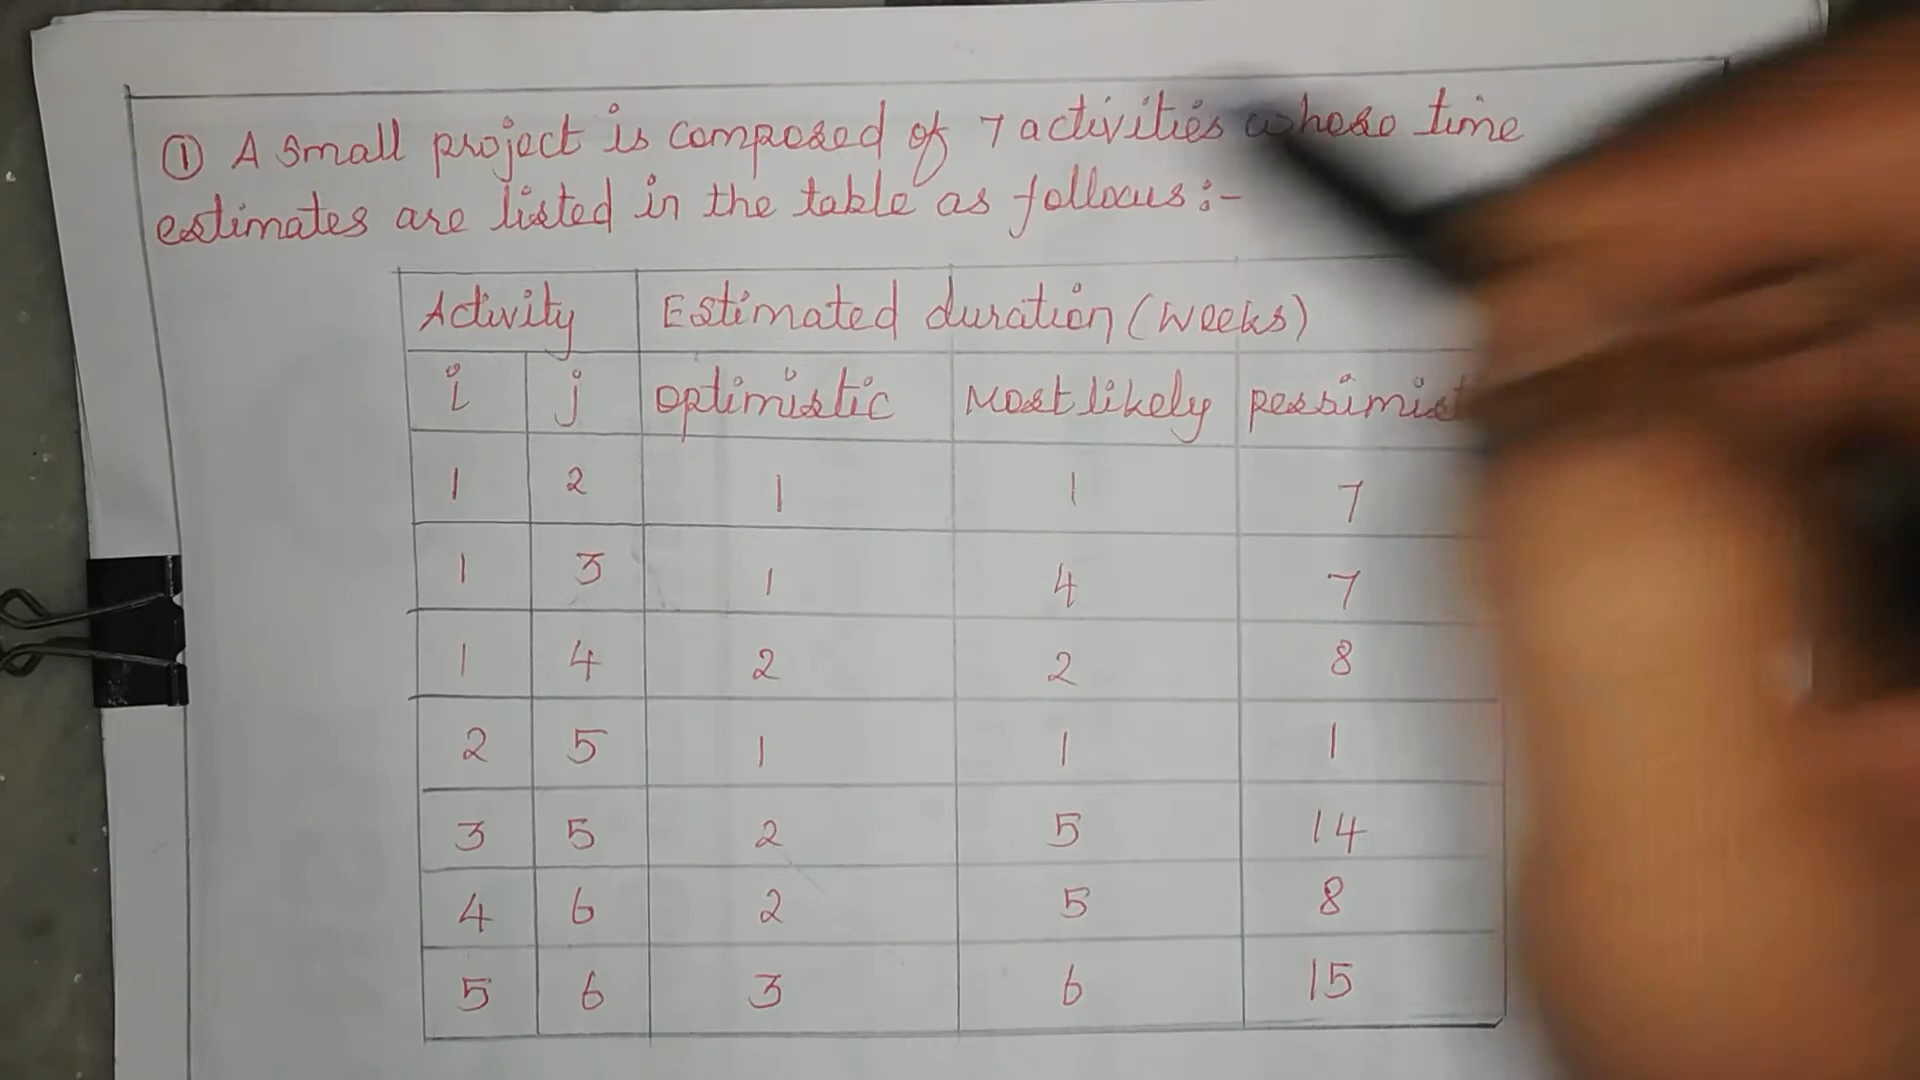 ① A small project is composed of 7 activities whose time
estimates are listed in the table as follows:-
Activity Estimated duration (weeks)
i j optimistic Most likely
1 2 1 1 7
1 3 1 4 7
1 4 2 2 8
2 5 1 1 1
3 5 2 5 14
4 6 2 5 8
5 6 3 6 15